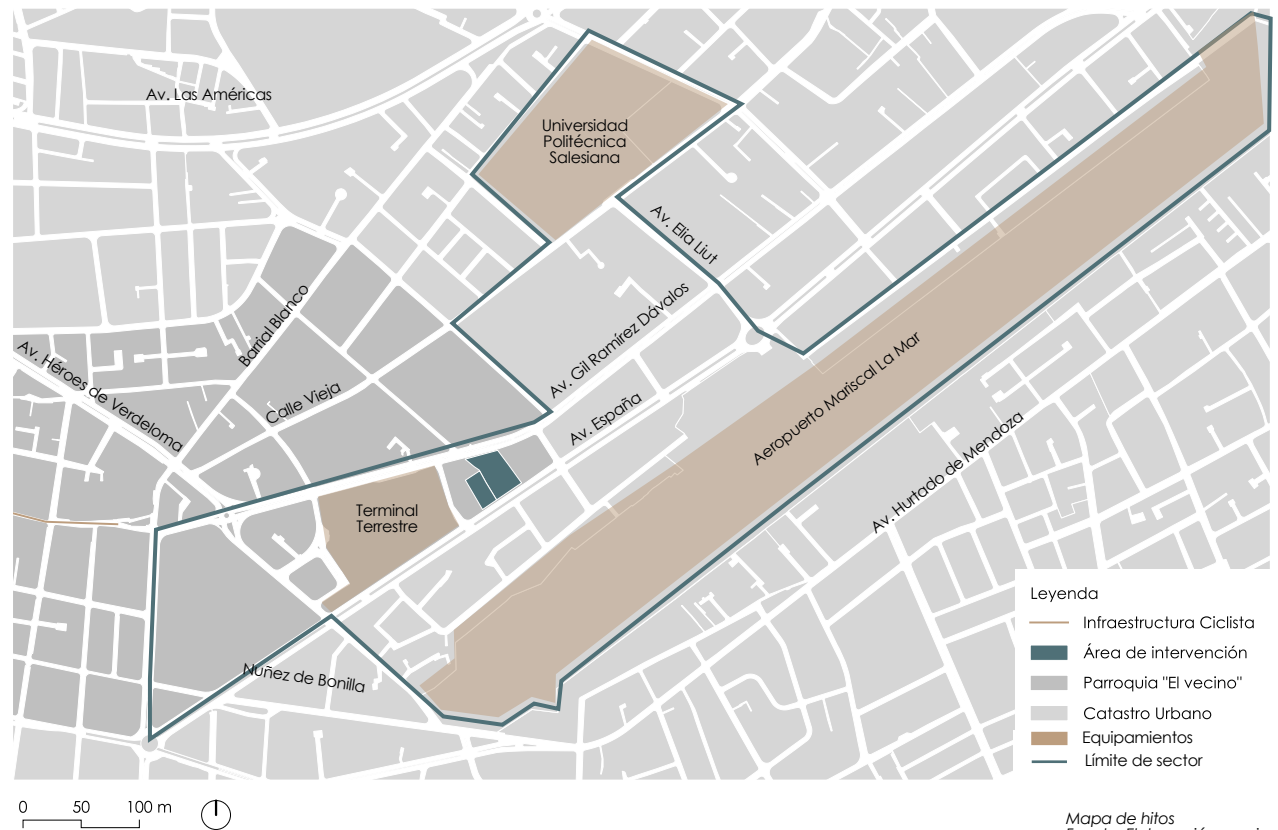 Av. Las Américas
Universidad
Politécnica
Salesiana
Av. Elia Liut
Barrial Blanco
Av. Gil Ramírez Dávalos
Av. Héroes de Verdeloma
Calle Vieja
Av. España
Aeropuerto Mariscal La Mar
Av. Hurtado de Mendoza
Terminal
Terrestre
Nuñez de Bonilla
Leyenda
Infraestructura Ciclista
Área de intervención
Parroquia "El vecino"
Catastro Urbano
Equipamientos
Límite de sector
0 50 100 m
Mapa de hitos